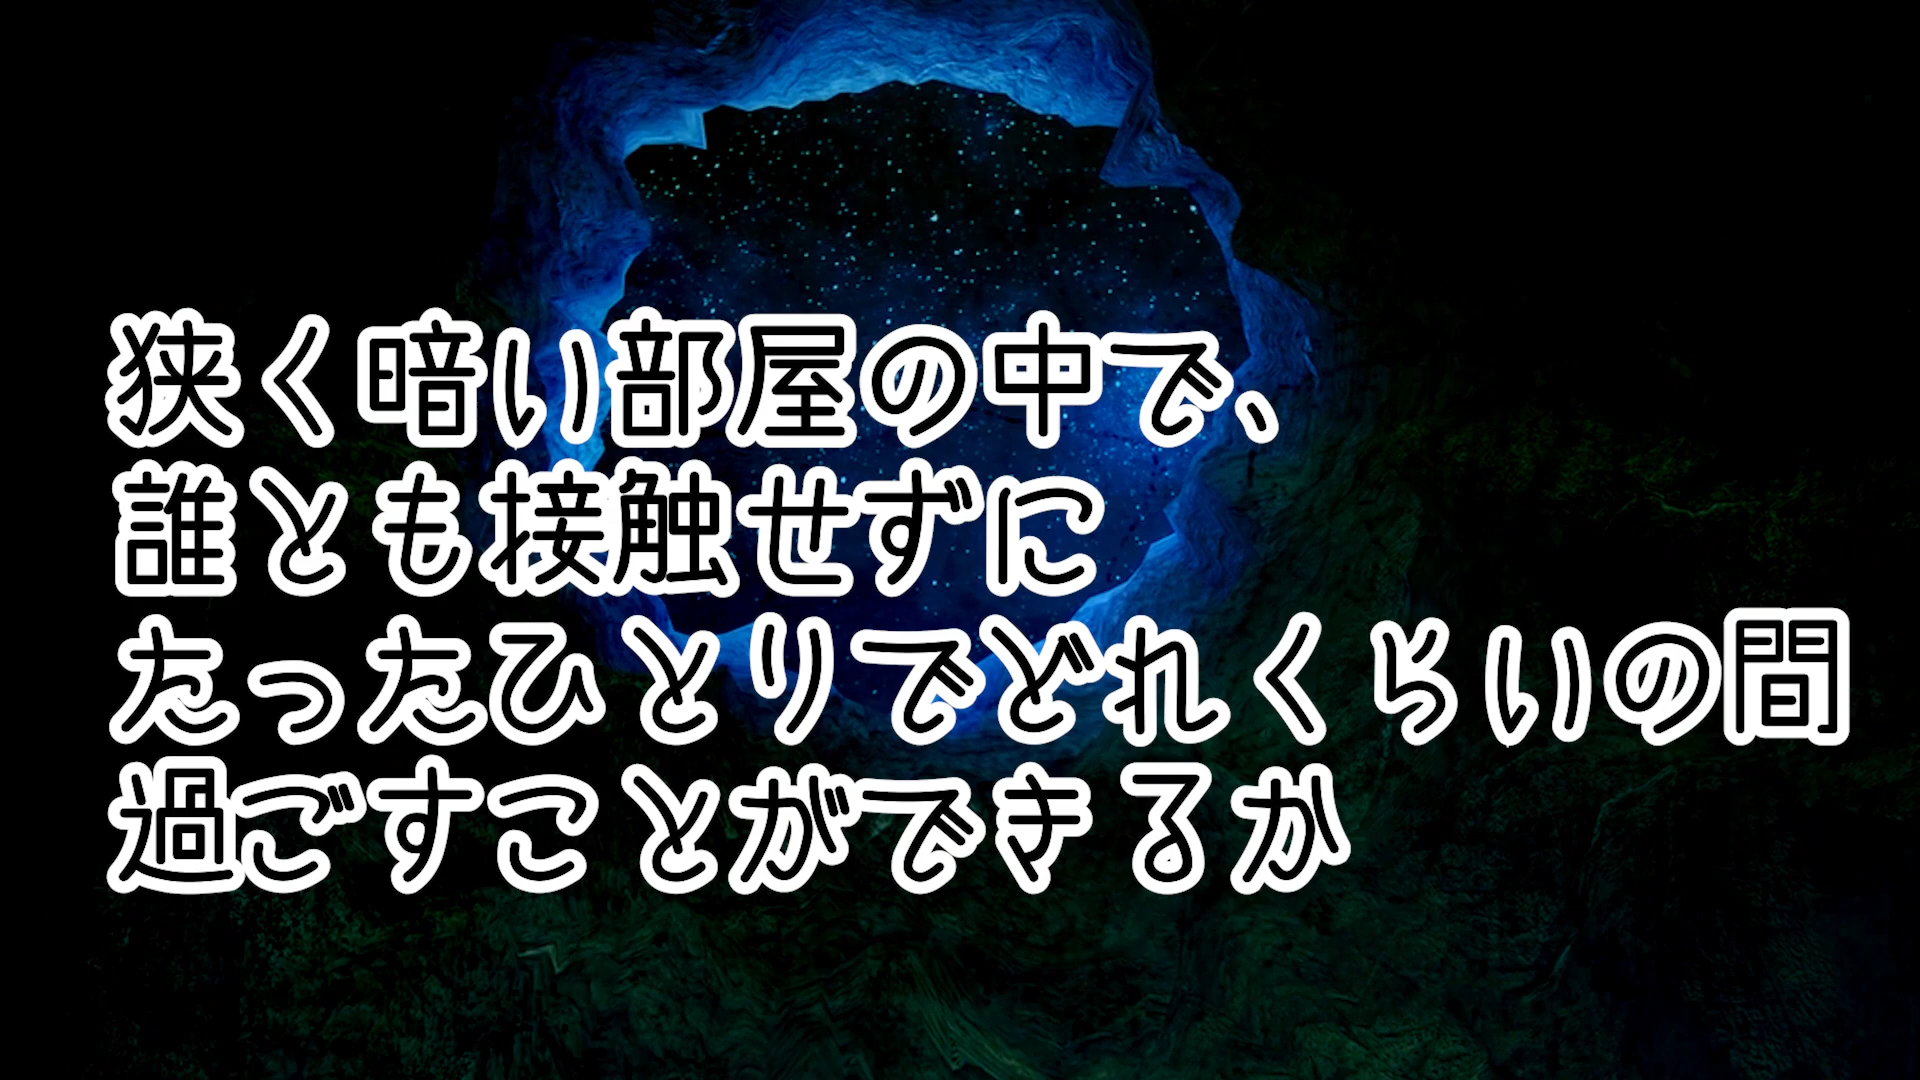 狭く暗い部屋の中で、
誰とも接触せずに
たったひとりでどれくらいの間
過ごすことができるか